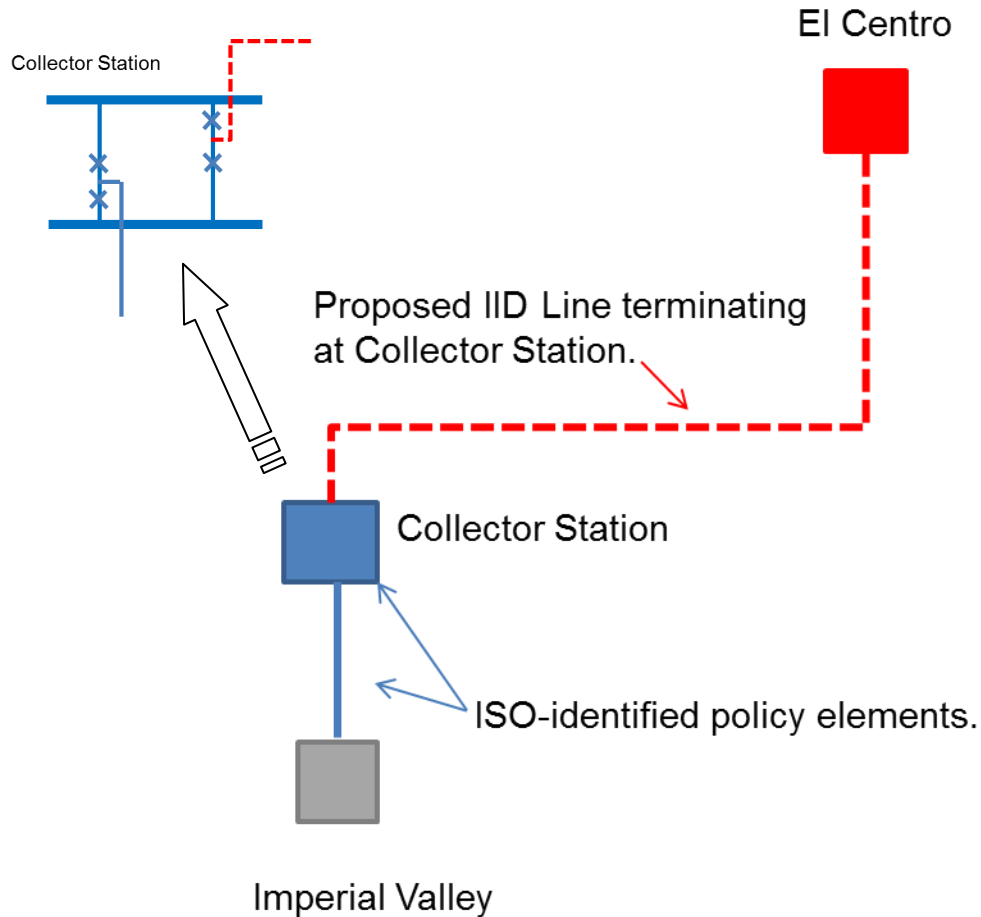 El Centro
Collector Station
Proposed IID Line terminating
at Collector Station.
Collector Station
ISO-identified policy elements.
Imperial Valley